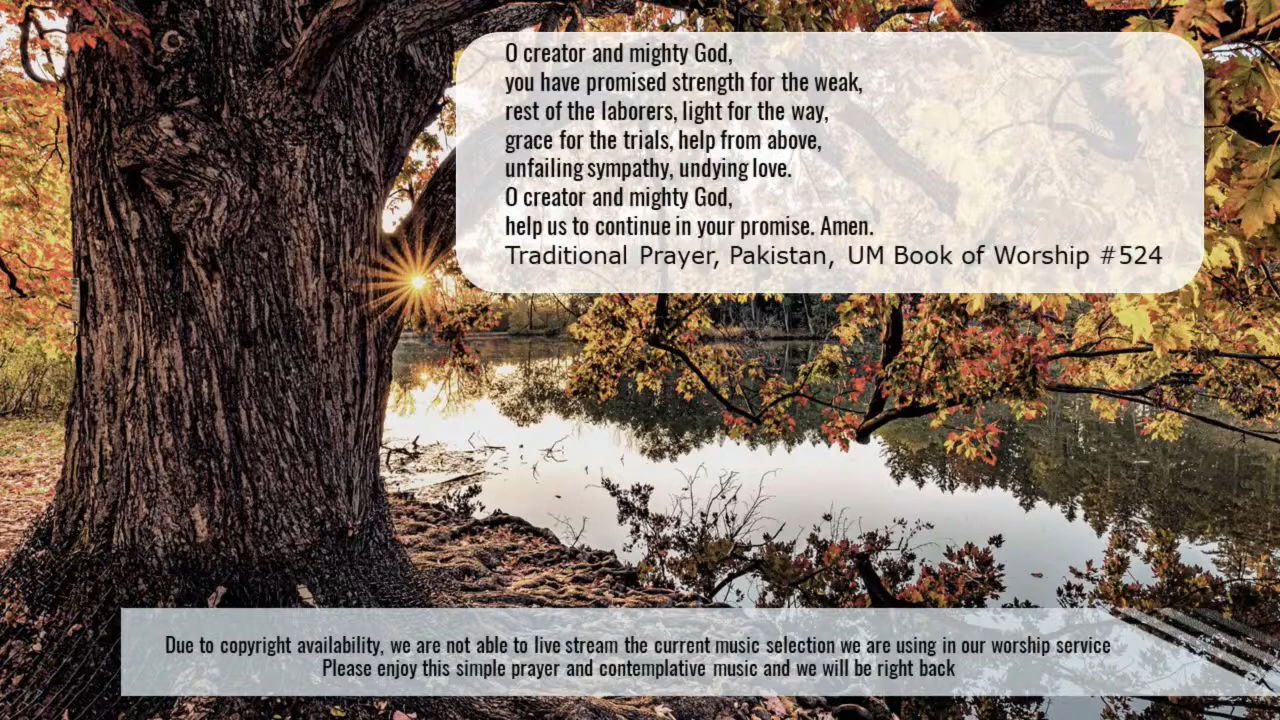 O creator and mighty God,
you have promised strength for the weak,
rest of the laborers, light for the way,
grace for the trials, help from above,
unfailing sympathy, undying love.
O creator and mighty God,
help us to continue in your promise. Amen.
Traditional Prayer, Pakistan, UM Book of Worship #524
Due to copyright availability, we are not able to live stream the current music selection we are using in our worship service
Please enjoy this simple prayer and contemplative music and we will be right back